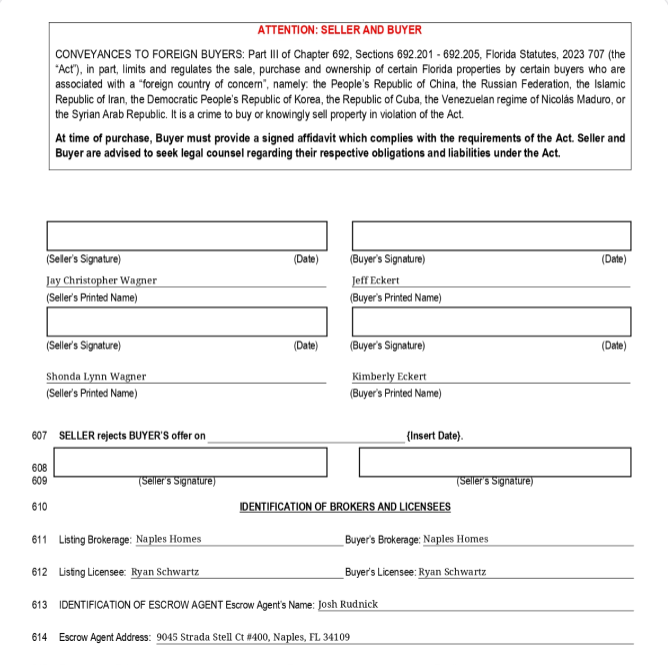 ATTENTION: SELLER AND BUYER
CONVEYANCES TO FOREIGN BUYERS: Part III of Chapter 692, Sections 692.201 - 692.205, Florida Statutes, 2023 707 (the
"Act"), in part, limits and regulates the sale, purchase and ownership of certain Florida properties by certain buyers who are
associated with a "foreign country of concern", namely: the People's Republic of China, the Russian Federation, the Islamic
Republic of Iran, the Democratic People's Republic of Korea, the Republic of Cuba, the Venezuelan regime of Nicolás Maduro, or
the Syrian Arab Republic. It is a crime to buy or knowingly sell property in violation of the Act.
At time of purchase, Buyer must provide a signed affidavit which complies with the requirements of the Act. Seller and
Buyer are advised to seek legal counsel regarding their respective obligations and liabilities under the Act.
(Seller's Signature) (Date) (Buyer's Signature) (Date)
Jay Christopher Wagner Jeff Eckert
(Seller's Printed Name) (Buyer's Printed Name)
(Seller's Signature) (Date) (Buyer's Signature) (Date)
Shonda Lynn Wagner Kimberly Eckert
(Seller's Printed Name) (Buyer's Printed Name)
607 SELLER rejects BUYER'S offer on (Insert Date).
608
609 (Seller's Signature) (Seller's Signature)
610 IDENTIFICATION OF BROKERS AND LICENSEES
611 Listing Brokerage: Naples Homes Buyer's Brokerage: Naples Homes
612 Listing Licensee: Ryan Schwartz Buyer's Licensee: Ryan Schwartz
613 IDENTIFICATION OF ESCROW AGENT Escrow Agent's Name: Josh Rudnick
614 Escrow Agent Address: 9045 Strada Stell Ct #400, Naples, FL 34109